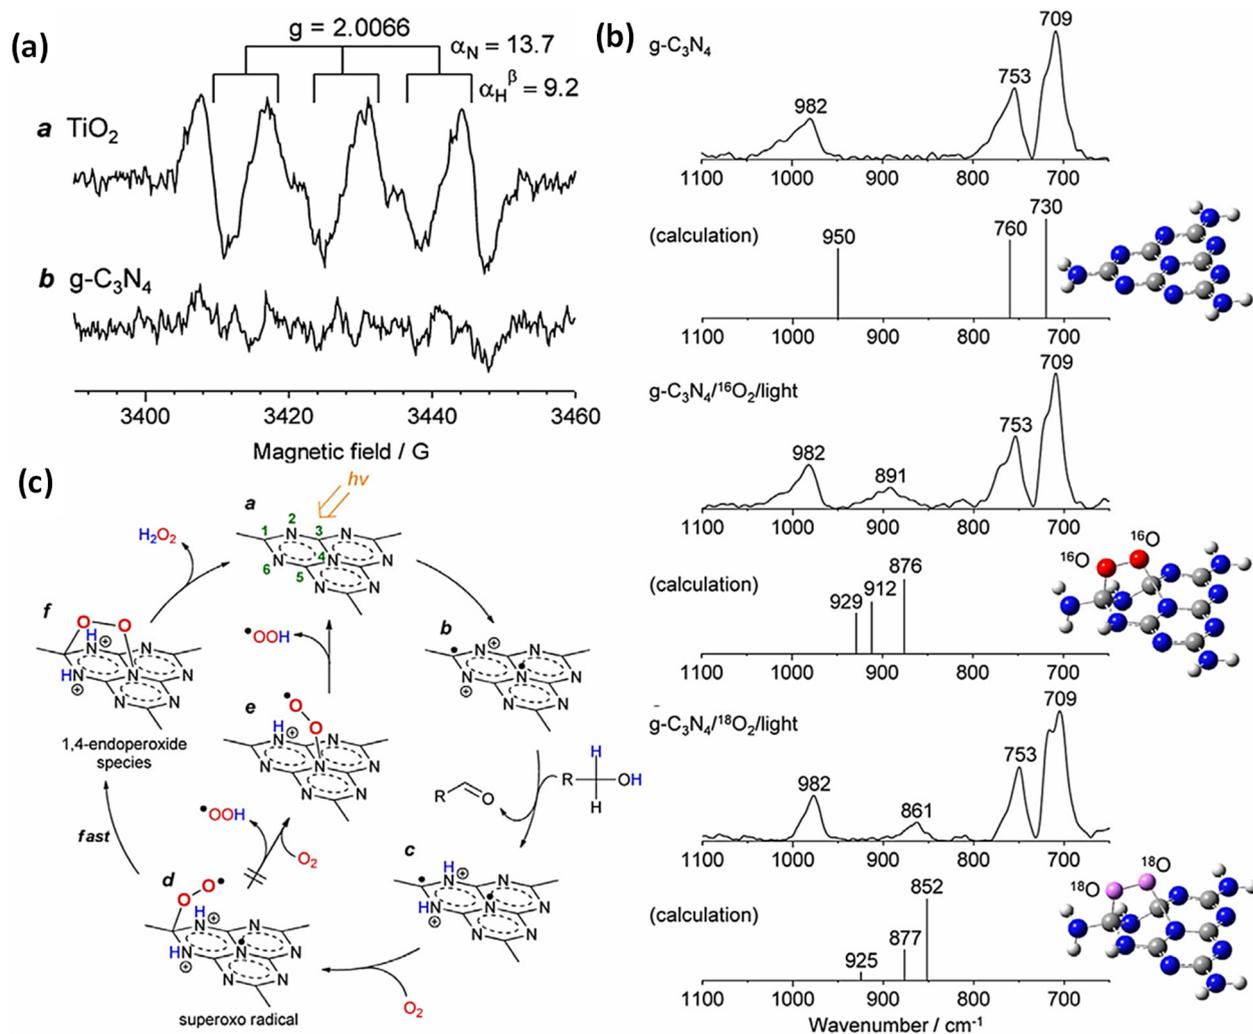 (a)
g = 2.0066
αN = 13.7
αHβ = 9.2
a TiO2
b g-C3N4
3400 3420 3440 3460
Magnetic field / G
(b)
g-C3N4
982 753 709
1100 1000 900 800 700
(calculation)
950 760 730
1100 1000 900 800 700
g-C3N4/16O2/light
982 891 753 709
1100 1000 900 800 700
(calculation)
929 912 876
16O 16O
1100 1000 900 800 700
g-C3N4/18O2/light
982 861 753 709
1100 1000 900 800 700
(calculation)
925 877 852
18O 18O
1100 1000 900 800 700
Wavenumber / cm-1
(c)
hν
a
1 2 3 4 5 6
N N N N N N N
H2O2
f
O O
H N ⊕
HN ⊕
N N N N N
1,4-endoperoxide
species
•OOH
b
N ⊕ N
N ⊕ N N N N
e
•O
O
H N ⊕
N N N N N N
R O
H
R OH
H
•OOH
O2
fast
c
H N ⊕
HN ⊕
N N N N N
d
O O•
H N ⊕
HN ⊕
N N N N N
O2
superoxo radical